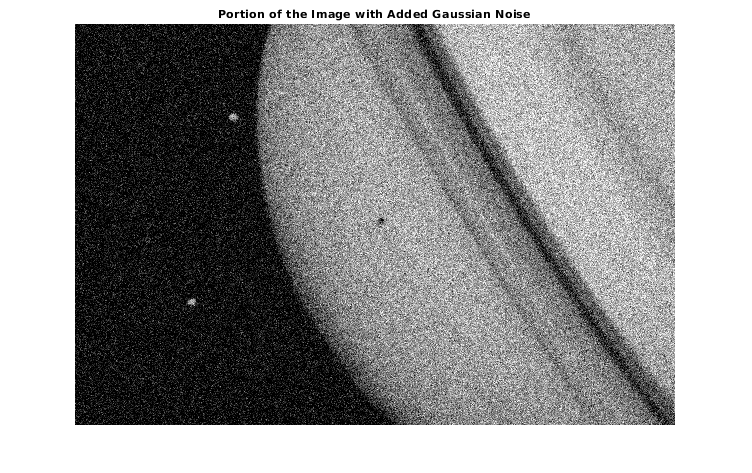 Portion of the Image with Added Gaussian Noise